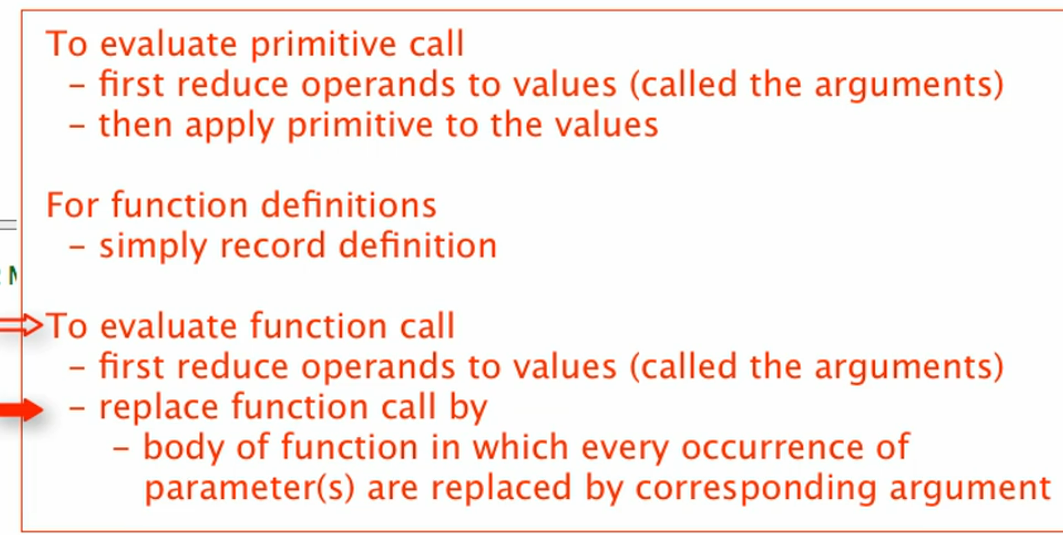 To evaluate primitive call
– first reduce operands to values (called the arguments)
– then apply primitive to the values
For function definitions
– simply record definition
To evaluate function call
– first reduce operands to values (called the arguments)
– replace function call by
– body of function in which every occurrence of
parameter(s) are replaced by corresponding argument